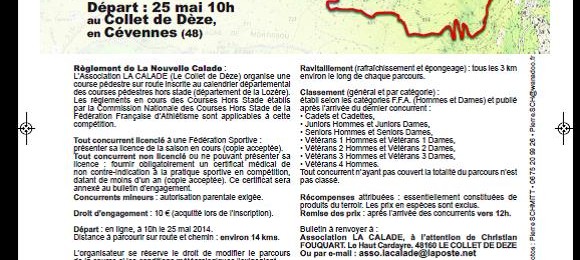 Départ : 25 mai 10h
au Collet de Dèze,
en Cévennes (48)
Règlement de La Nouvelle Calade :
L'Association LA CALADE (Le Collet de Dèze) organise une
course pédestre sur route inscrite au calendrier départemental
des courses pédestres hors stade (département de la Lozère).
Les règlements en cours des Courses Hors Stade établis
par la Commission Nationale des Courses Hors Stade de la
Fédération Française d'Athlétisme sont applicables à cette
compétition.
Tout concurrent licencié à une Fédération Sportive :
présenter sa licence de la saison en cours (copie acceptée).
Tout concurrent non licencié ou ne pouvant présenter sa
licence : fournir obligatoirement un certificat médical de
non contre-indication à la pratique sportive en compétition,
datant de moins d'un an (copie acceptée). Ce certificat sera
annexé au bulletin d'engagement.
Concurrents mineurs : autorisation parentale exigée.
Droit d'engagement : 10 € (acquité lors de l'inscription).
Départ : en ligne, à 10h le 25 mai 2014.
Distance à parcourir sur route et chemin : environ 14 kms.
L'organisateur se réserve le droit de modifier le parcours
Ravitaillement (rafraîchissement et épongeage) : tous les 3 km
environ le long de chaque parcours.
Classement (général et par catégorie) :
établi selon les catégories F.F.A. (Hommes et Dames) et publié
après l'arrivée du dernier concurrent :
• Cadets et Cadettes,
• Juniors Hommes et Juniors Dames,
• Seniors Hommes et Seniors Dames,
• Vétérans 1 Hommes et Vétérans 1 Dames,
• Vétérans 2 Hommes et Vétérans 2 Dames,
• Vétérans 3 Hommes et Vétérans 3 Dames,
• Vétérans 4 Hommes.
Tout concurrent n'ayant pas couvert la totalité du parcours n'est
pas classé.
Récompenses attribuées : essentiellement constituées de
produits du terroir. Les prix en espèces sont exclus.
Remise des prix : après l'arrivée des concurrents vers 12h.
Bulletin à renvoyer à :
Association LA CALADE, à l'attention de Christian
FOUQUART. Le Haut Cardayre, 48160 LE COLLET DE DEZE
Ou par e-mail : asso.lacalade@laposte.net
Pierre SCHMITT • 06 75 20 99 26 • Pierre.SCH@wanadoo.fr